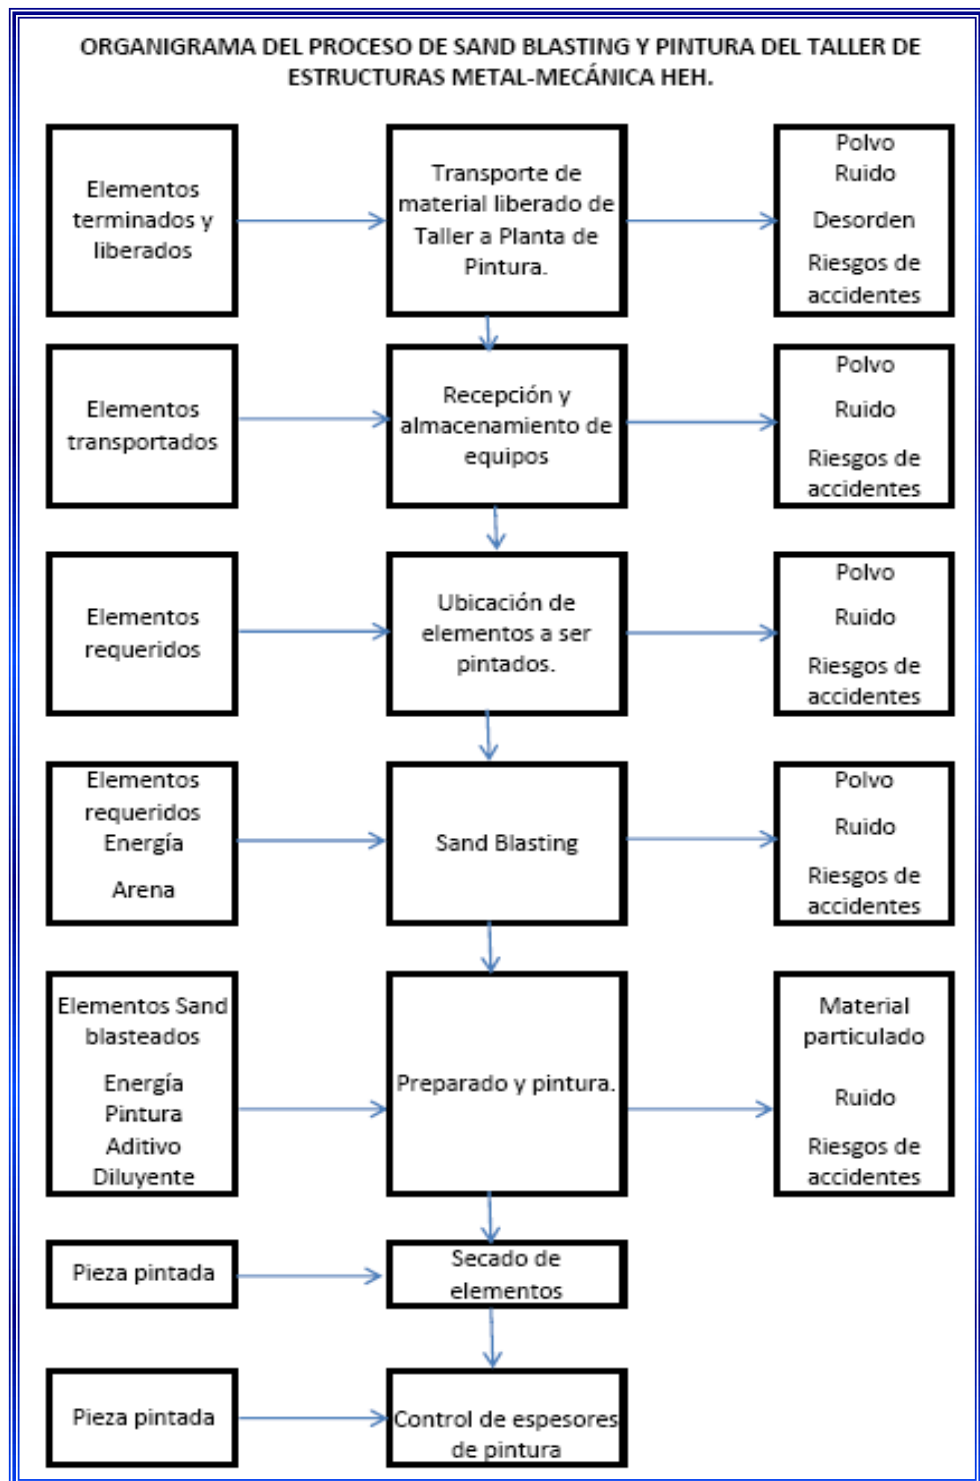 ORGANIGRAMA DEL PROCESO DE SAND BLASTING Y PINTURA DEL TALLER DE
ESTRUCTURAS METAL-MECÁNICA HEH.
Elementos
terminados y
liberados
Transporte de
material liberado de
Taller a Planta de
Pintura.
Polvo
Ruido
Desorden
Riesgos de
accidentes
Elementos
transportados
Recepción y
almacenamiento de
equipos
Polvo
Ruido
Riesgos de
accidentes
Elementos
requeridos
Ubicación de
elementos a ser
pintados.
Polvo
Ruido
Riesgos de
accidentes
Elementos
requeridos
Energía
Arena
Sand Blasting
Polvo
Ruido
Riesgos de
accidentes
Elementos Sand
blasteados
Energía
Pintura
Aditivo
Diluyente
Preparado y pintura.
Material
particulado
Ruido
Riesgos de
accidentes
Pieza pintada
Secado de
elementos
Pieza pintada
Control de espesores
de pintura